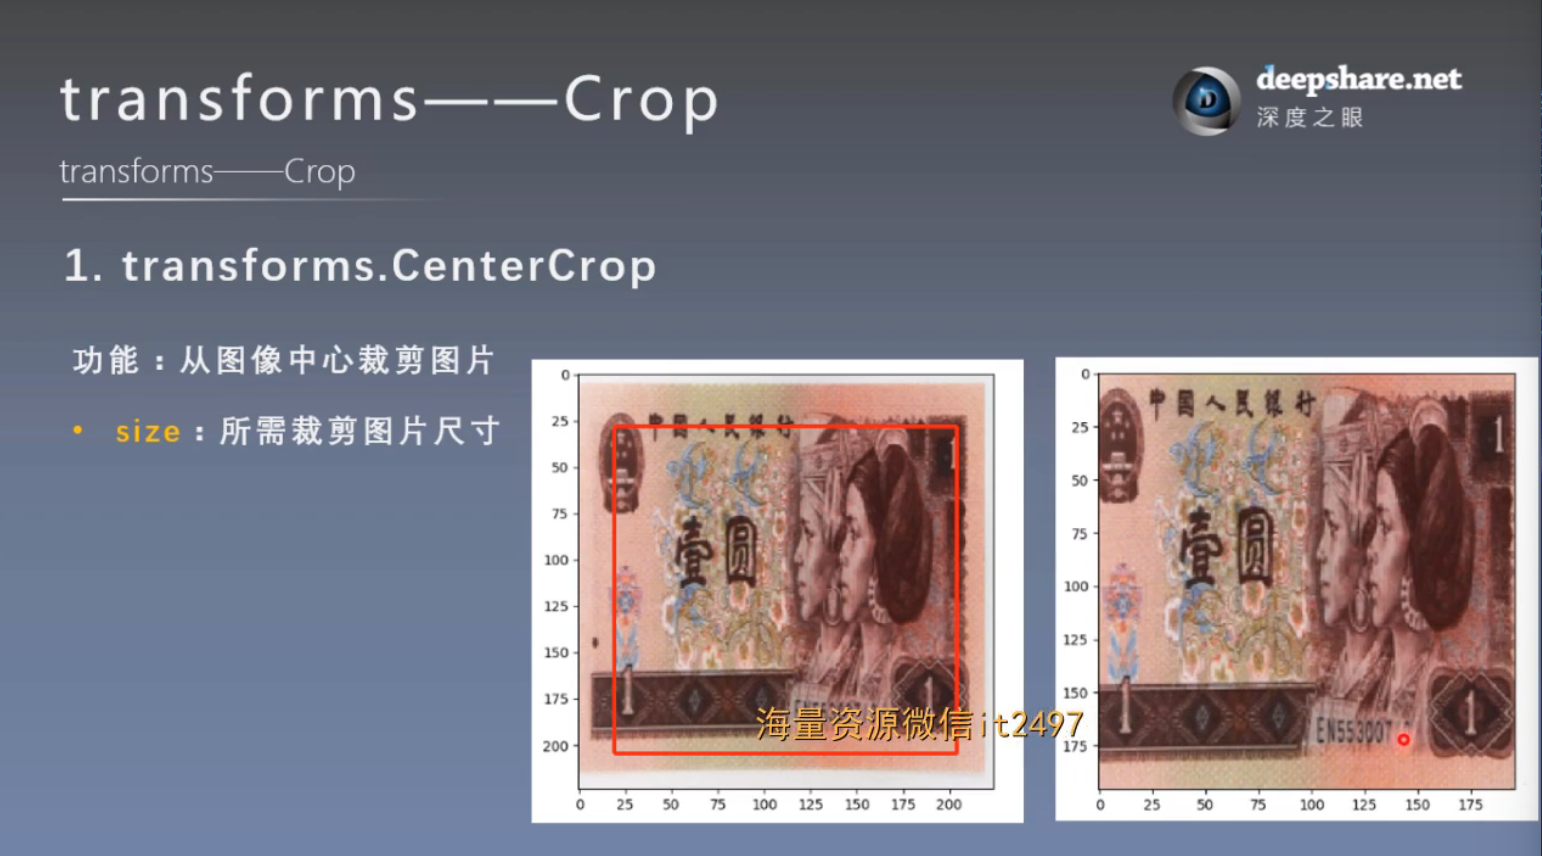 transforms——Crop
deepshare.net
深度之眼
transforms——Crop
1. transforms.CenterCrop
功能：从图像中心裁剪图片
• size：所需裁剪图片尺寸
0
25
50
75
100
125
150
175
200
0 25 50 75 100 125 150 175 200
中国人民银行
1
壹圆
1
1
0
25
50
75
100
125
150
175
0 25 50 75 100 125 150 175
中国人民银行
1
壹圆
1
EN553007
1
海量资源微信it2497